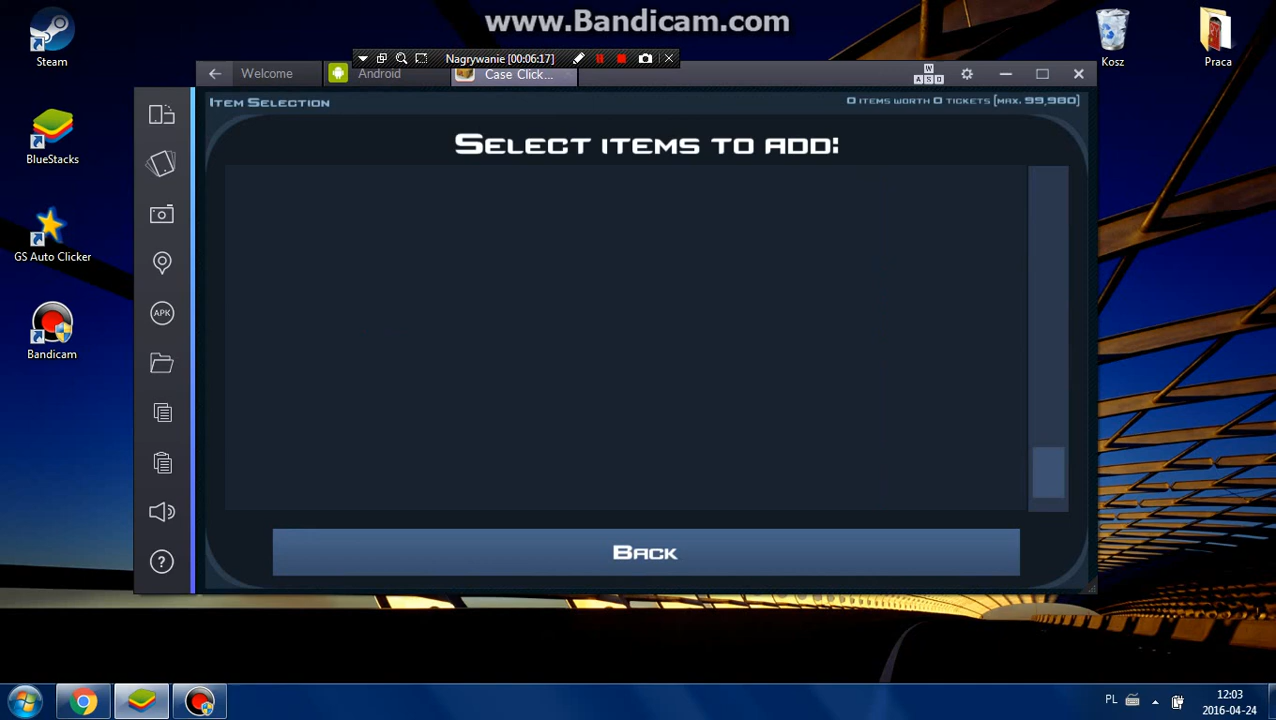 www.Bandicam.com
Steam
BlueStacks
GS Auto Clicker
Bandicam
Kosz
Praca
Nagrywanie [00:06:17]
Welcome
Android
Case Click...
W
A S D
Item Selection
0 items worth 0 tickets [max. 99,980]
Select items to add:
APK
Back
PL
12:03
2016-04-24